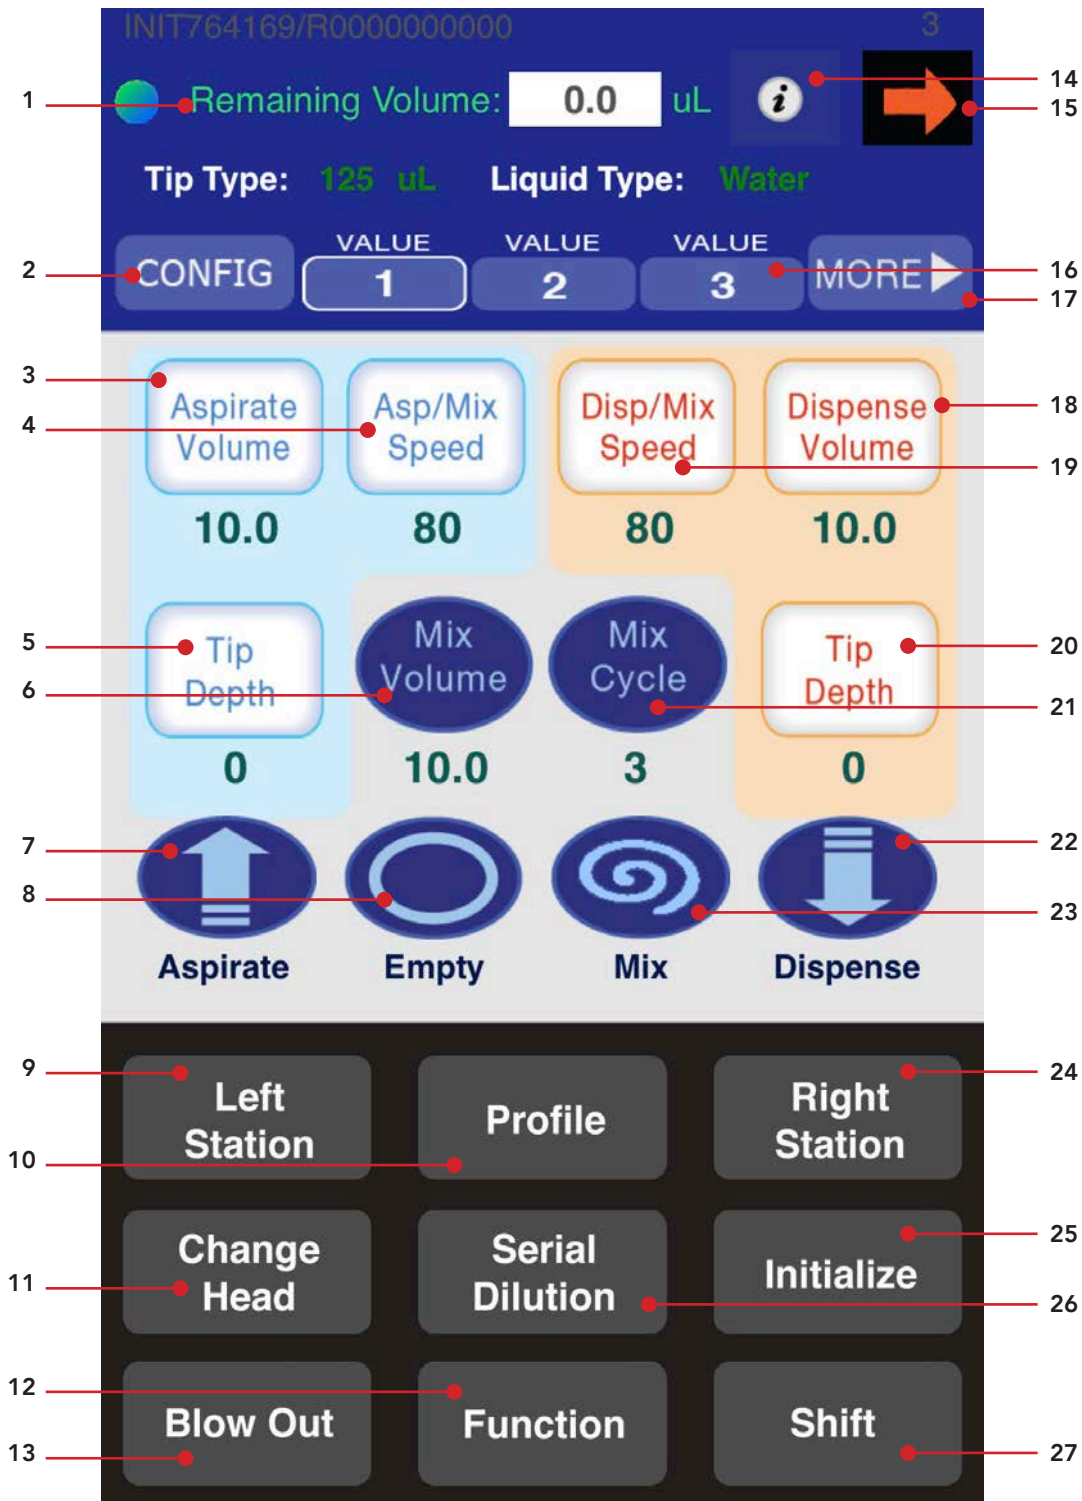 INIT764169/R0000000000 3
1 Remaining Volume: 0.0 uL i 14
15
Tip Type: 125 uL Liquid Type: Water
VALUE VALUE VALUE
2 CONFIG 1 2 3 MORE 16
17
3 Aspirate Volume
4 Asp/Mix Speed
Disp/Mix Speed 19
Dispense Volume 18
10.0 80 80 10.0
5 Tip Depth
6 Mix Volume
Mix Cycle 21
Tip Depth 20
0 10.0 3 0
7
8
22
23
Aspirate Empty Mix Dispense
9 Left Station
10 Profile
Right Station 24
11 Change Head
Serial Dilution 26
Initialize 25
12 Function
13 Blow Out
Shift 27